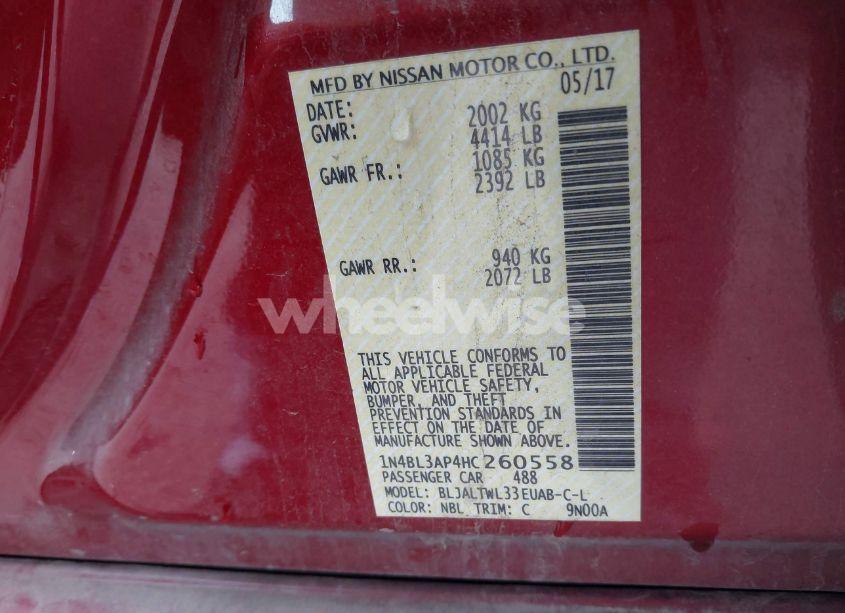 MFD BY NISSAN MOTOR CO., LTD.
DATE: 05/17
GVWR: 2002 KG
4414 LB
GAWR FR.: 1085 KG
2392 LB
GAWR RR.: 940 KG
2072 LB
wheelwise
THIS VEHICLE CONFORMS TO
ALL APPLICABLE FEDERAL
MOTOR VEHICLE SAFETY,
BUMPER, AND THEFT
PREVENTION STANDARDS IN
EFFECT ON THE DATE OF
MANUFACTURE SHOWN ABOVE.
1N4BL3AP4HC260558
PASSENGER CAR 488
MODEL: BLJALTWL33EUAB-C-L
COLOR: NBL TRIM: C 9N00A